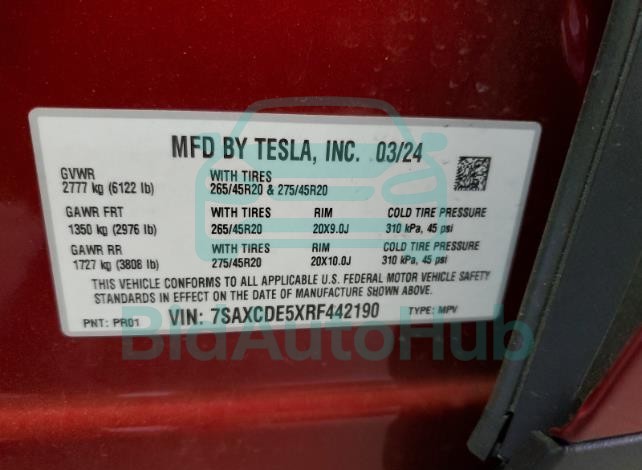 MFD BY TESLA, INC. 03/24
GVWR
2777 kg (6122 lb)
WITH TIRES
265/45R20 & 275/45R20
GAWR FRT
1350 kg (2976 lb)
WITH TIRES
265/45R20
RIM
20X9.0J
COLD TIRE PRESSURE
310 kPa, 45 psi
GAWR RR
1727 kg (3808 lb)
WITH TIRES
275/45R20
RIM
20X10.0J
COLD TIRE PRESSURE
310 kPa, 45 psi
THIS VEHICLE CONFORMS TO ALL APPLICABLE U.S. FEDERAL MOTOR VEHICLE SAFETY
STANDARDS IN EFFECT ON THE DATE OF MANUFACTURE SHOWN ABOVE.
PNT: PR01 VIN: 7SAXCDE5XRF442190 TYPE: MPV
BidAutoHub